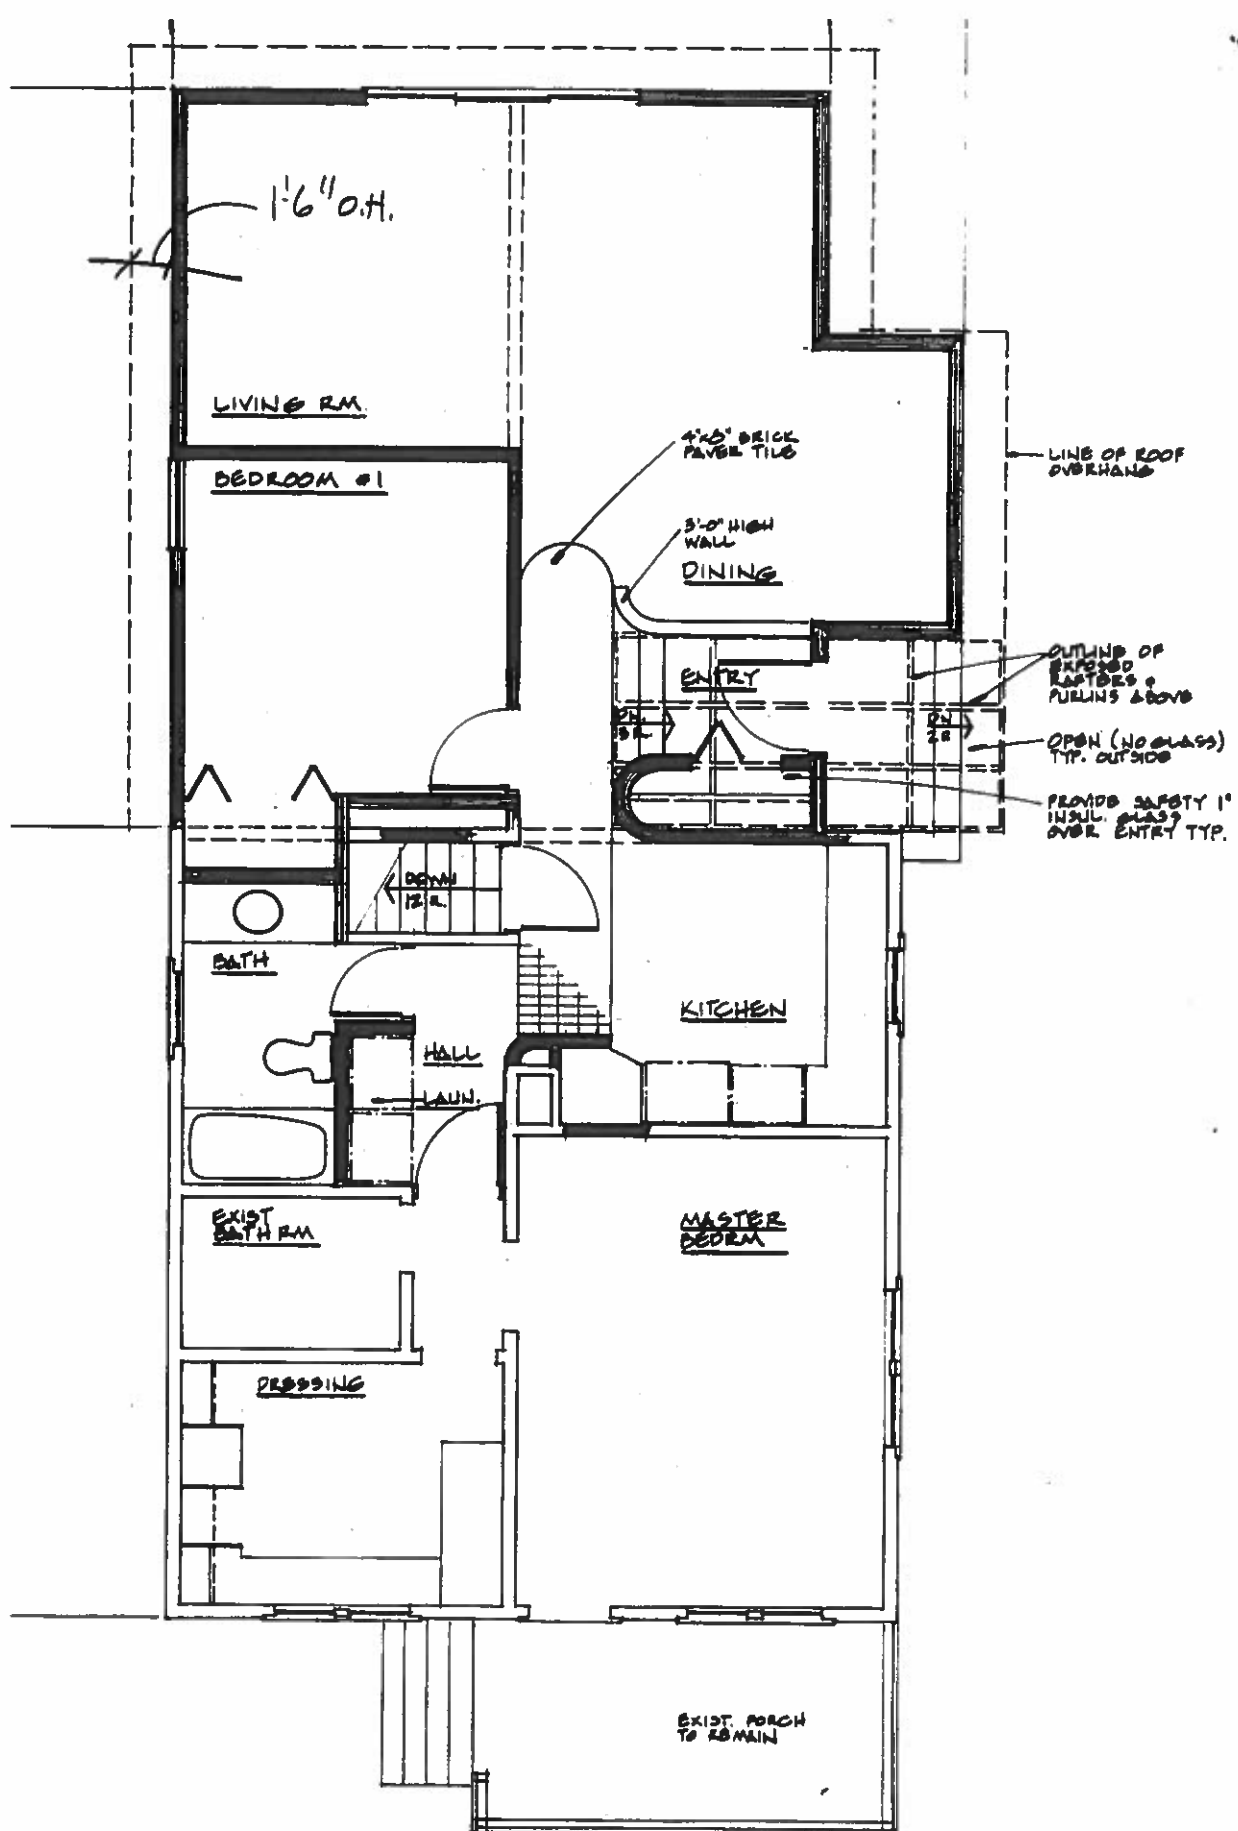 1'-6" O.H.
LIVING RM.
4"x8" BRICK
PAVER TILE
LINE OF ROOF
OVERHANG
BEDROOM #1
3'-0" HIGH
WALL
DINING
OUTLINE OF
EXPOSED
RAFTERS &
PURLINS ABOVE
ENTRY
DN.
3 R.
DN
2 R
OPEN (NO GLASS)
TYP. OUTSIDE
PROVIDE SAFETY 1"
INSUL. GLASS
OVER ENTRY TYP.
DOWN
12 R.
BATH
KITCHEN
HALL
LAUN.
EXIST
BATH RM
MASTER
BEDRM
DRESSING
EXIST. PORCH
TO REMAIN